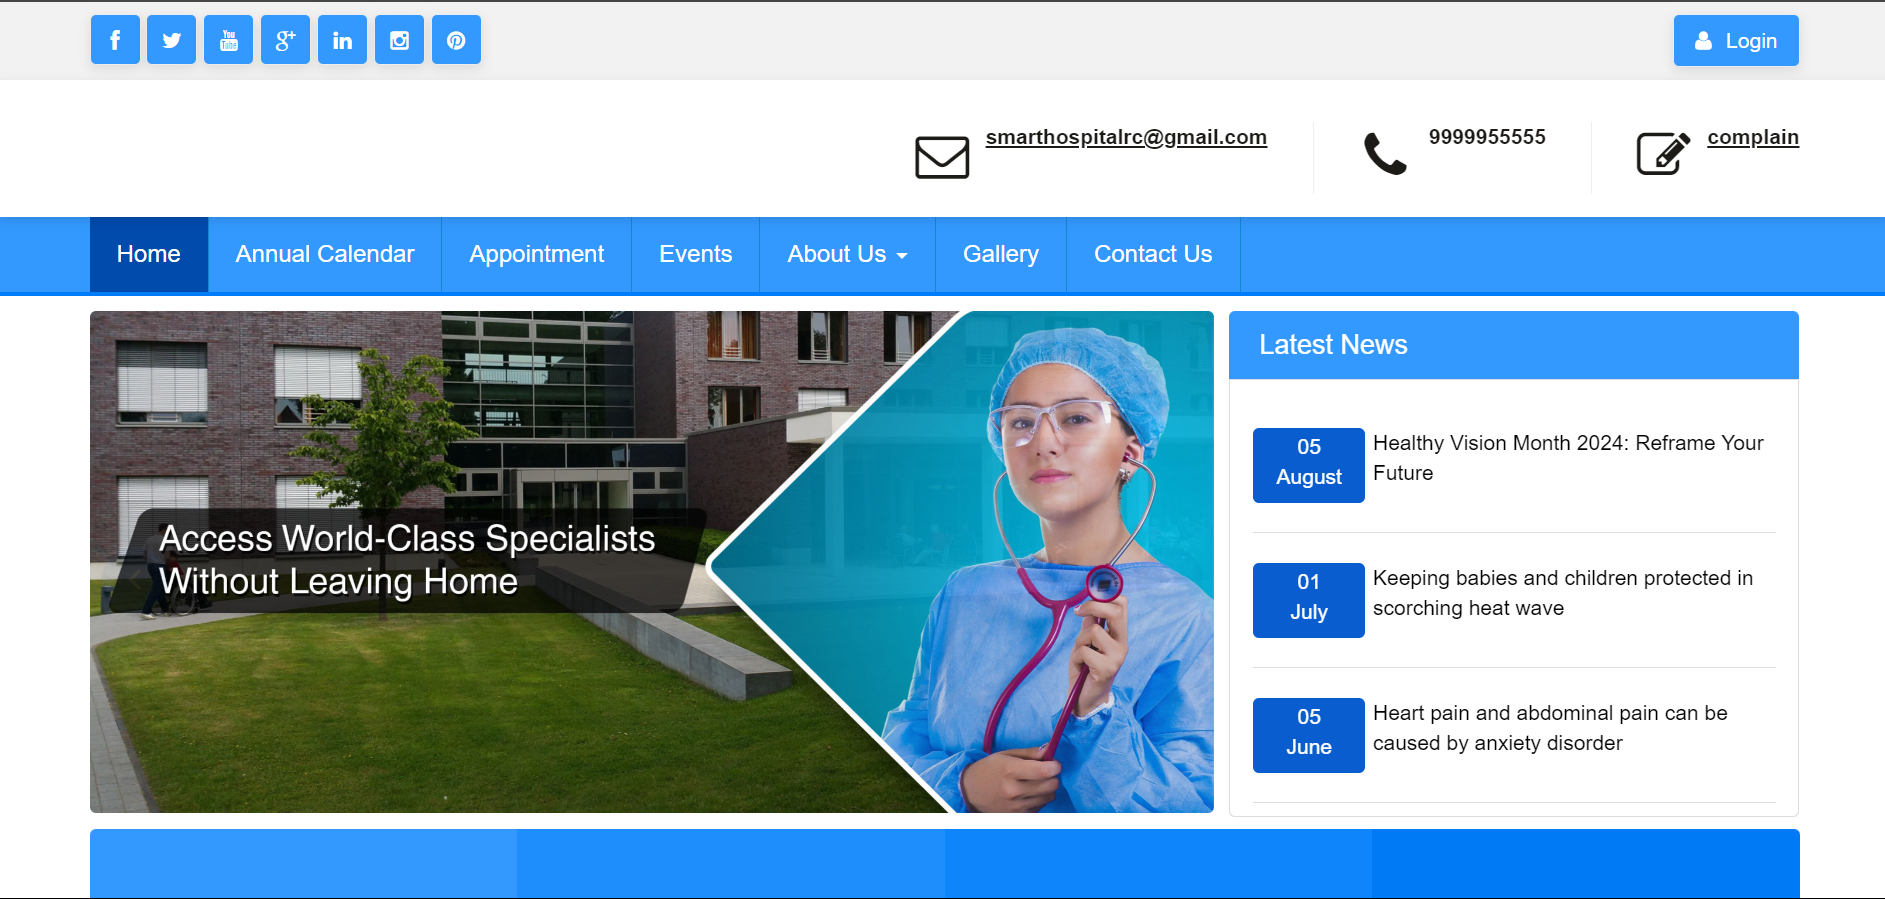 f
You
Tube
g+
in
Login
smarthospitalrc@gmail.com
9999955555
complain
Home
Annual Calendar
Appointment
Events
About Us
Gallery
Contact Us
Access World-Class Specialists
Without Leaving Home
Latest News
05
August
Healthy Vision Month 2024: Reframe Your
Future
01
July
Keeping babies and children protected in
scorching heat wave
05
June
Heart pain and abdominal pain can be
caused by anxiety disorder